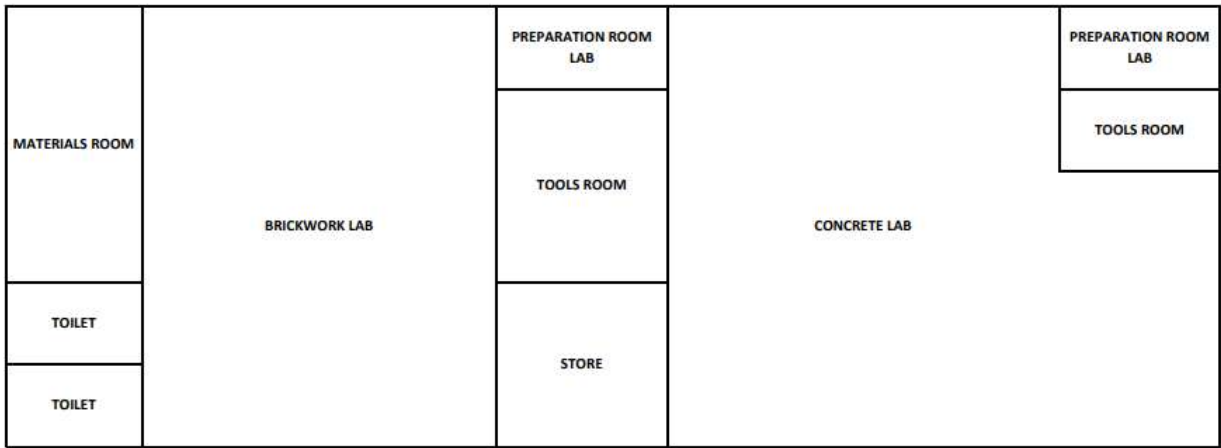 PREPARATION ROOM
LAB
PREPARATION ROOM
LAB
MATERIALS ROOM
TOOLS ROOM
TOOLS ROOM
BRICKWORK LAB
CONCRETE LAB
TOILET
STORE
TOILET